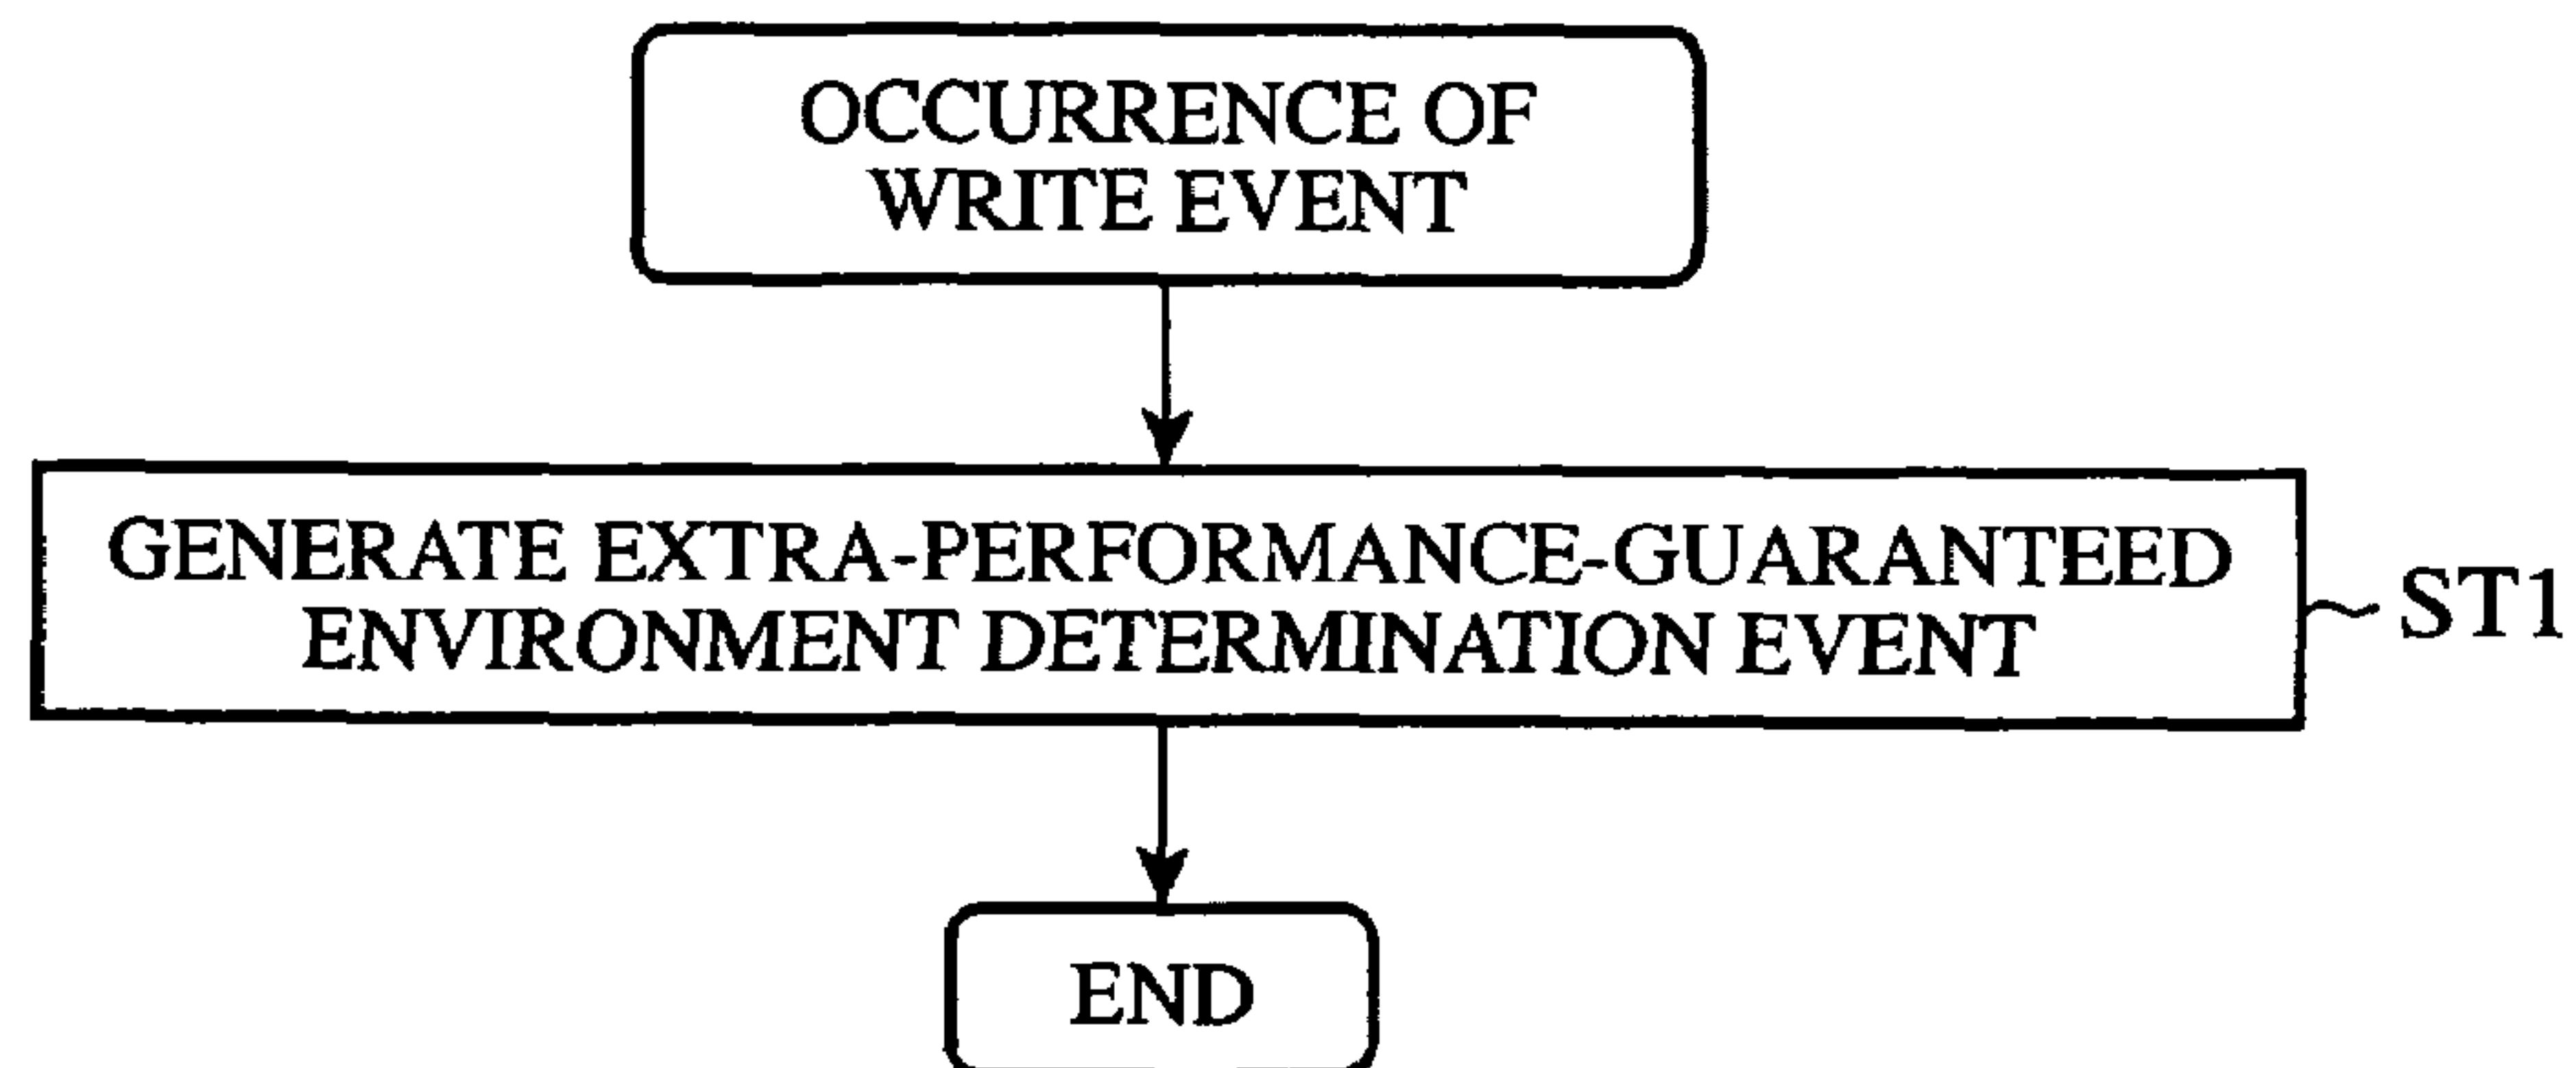 OCCURRENCE OF
WRITE EVENT
GENERATE EXTRA-PERFORMANCE-GUARANTEED
ENVIRONMENT DETERMINATION EVENT
ST1
END